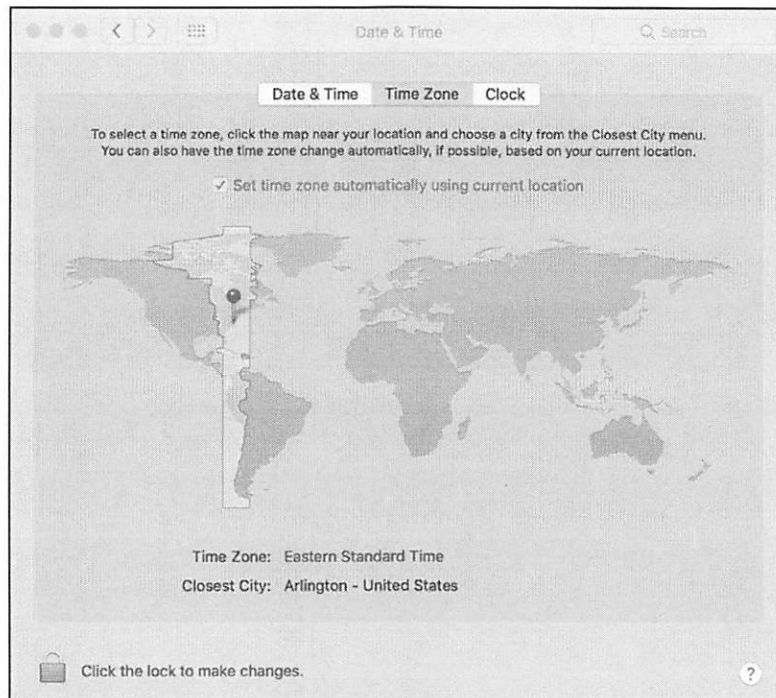 Date & Time
Search
Date & Time Time Zone Clock
To select a time zone, click the map near your location and choose a city from the Closest City menu.
You can also have the time zone change automatically, if possible, based on your current location.
Set time zone automatically using current location
Time Zone: Eastern Standard Time
Closest City: Arlington - United States
Click the lock to make changes.
?